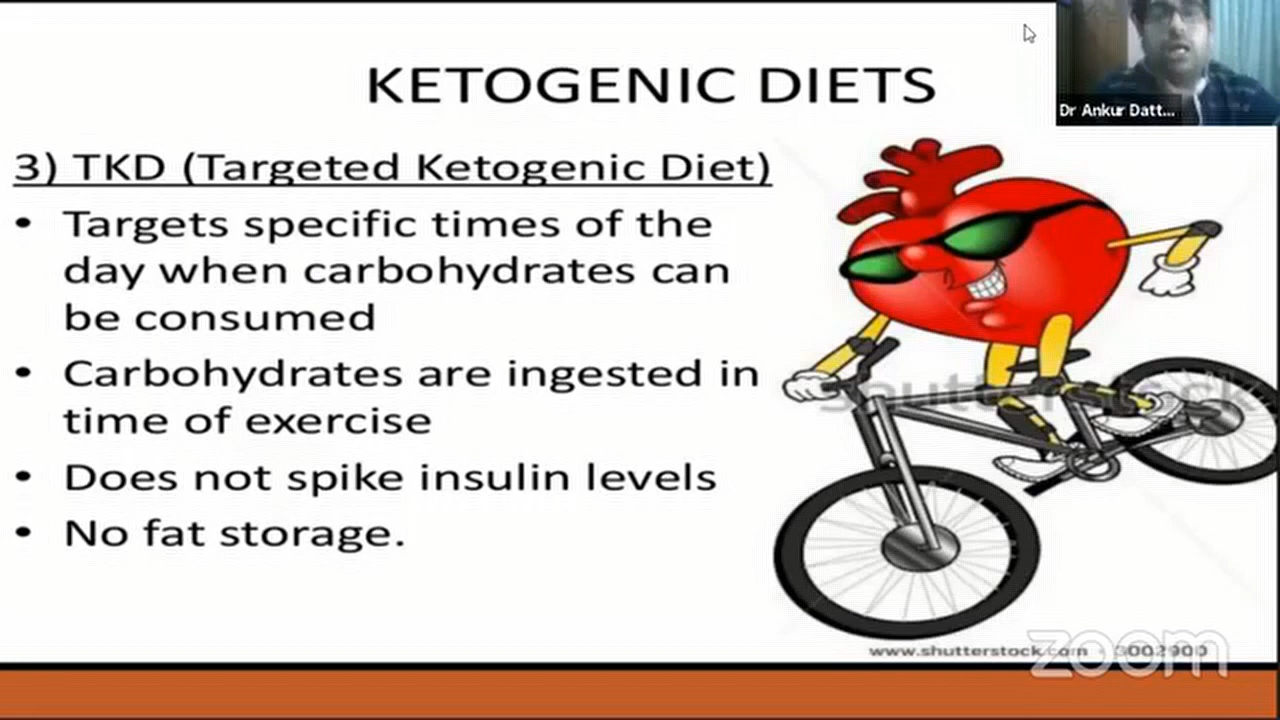 KETOGENIC DIETS
Dr Ankur Datt...
3) TKD (Targeted Ketogenic Diet)
• Targets specific times of the
day when carbohydrates can
be consumed
• Carbohydrates are ingested in
time of exercise
• Does not spike insulin levels
• No fat storage.
shutterstock
www.shutterstock.com · 3002900
zoom